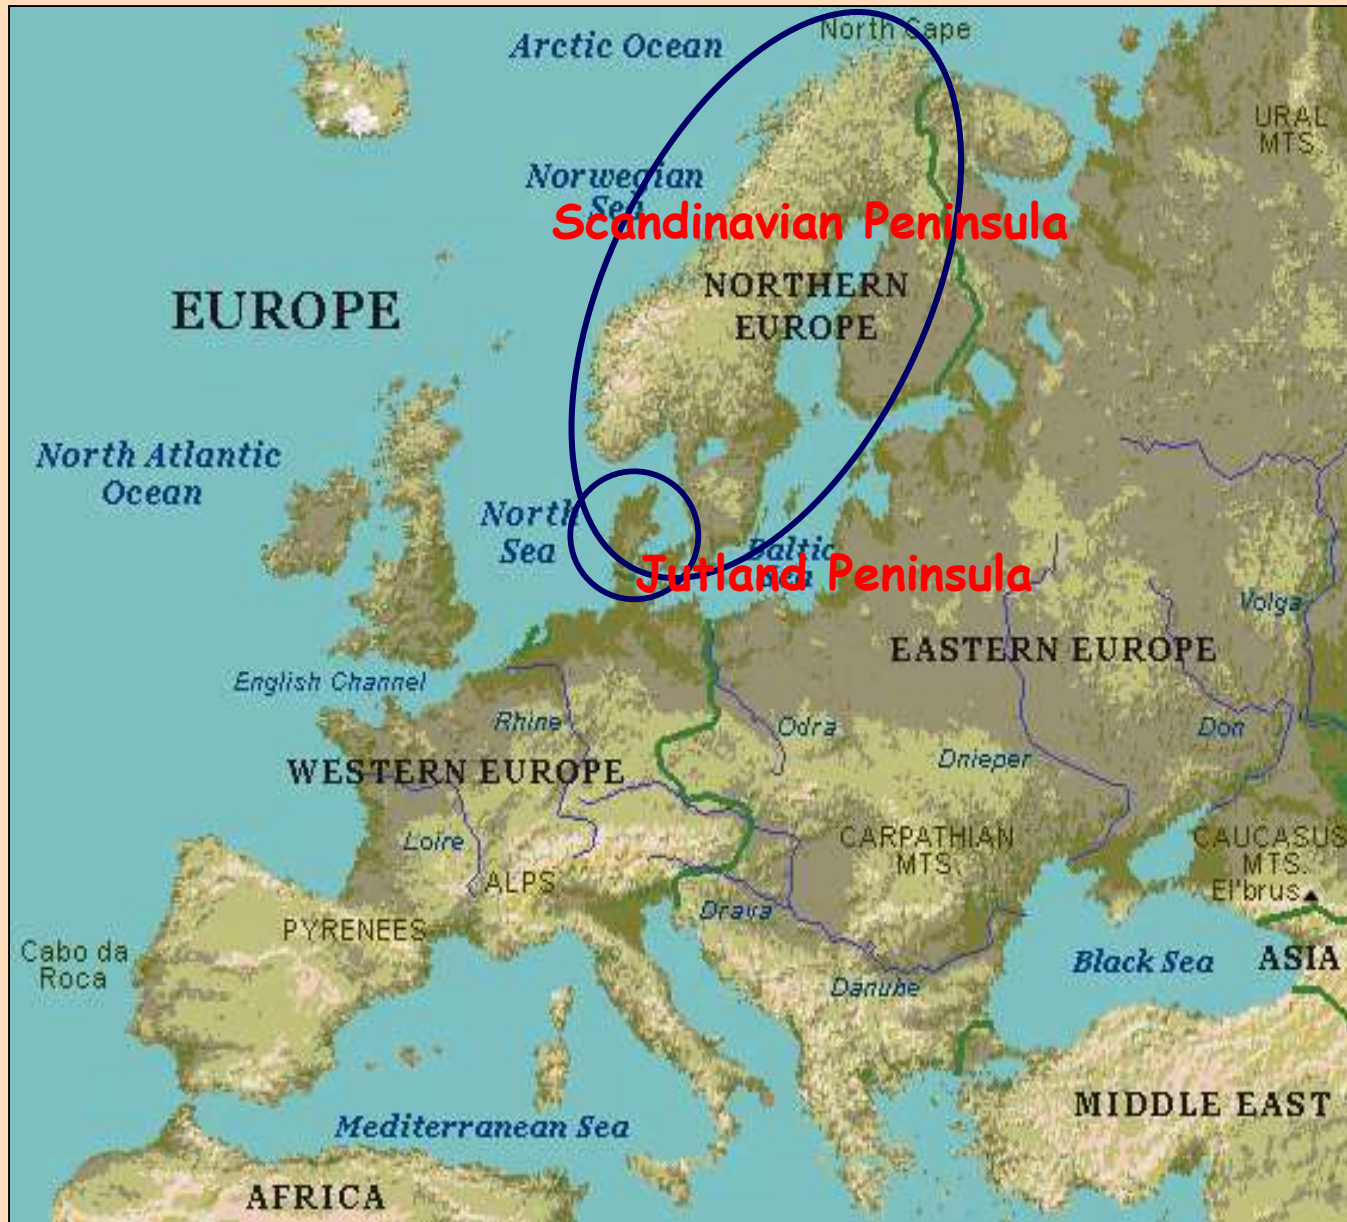 North Cape
Arctic Ocean
URAL
MTS.
Norwegian
Sea
Scandinavian Peninsula
NORTHERN
EUROPE
EUROPE
North Atlantic
Ocean
North
Sea
Baltic
Sea
Jutland Peninsula
Volga
EASTERN EUROPE
English Channel
Rhine
Odra
Don
Dnieper
WESTERN EUROPE
Loire
CARPATHIAN
MTS.
CAUCASUS
MTS.
El'brus
ALPS
Drava
PYRENEES
Cabo da
Roca
Black Sea
ASIA
Danube
MIDDLE EAST
Mediterranean Sea
AFRICA